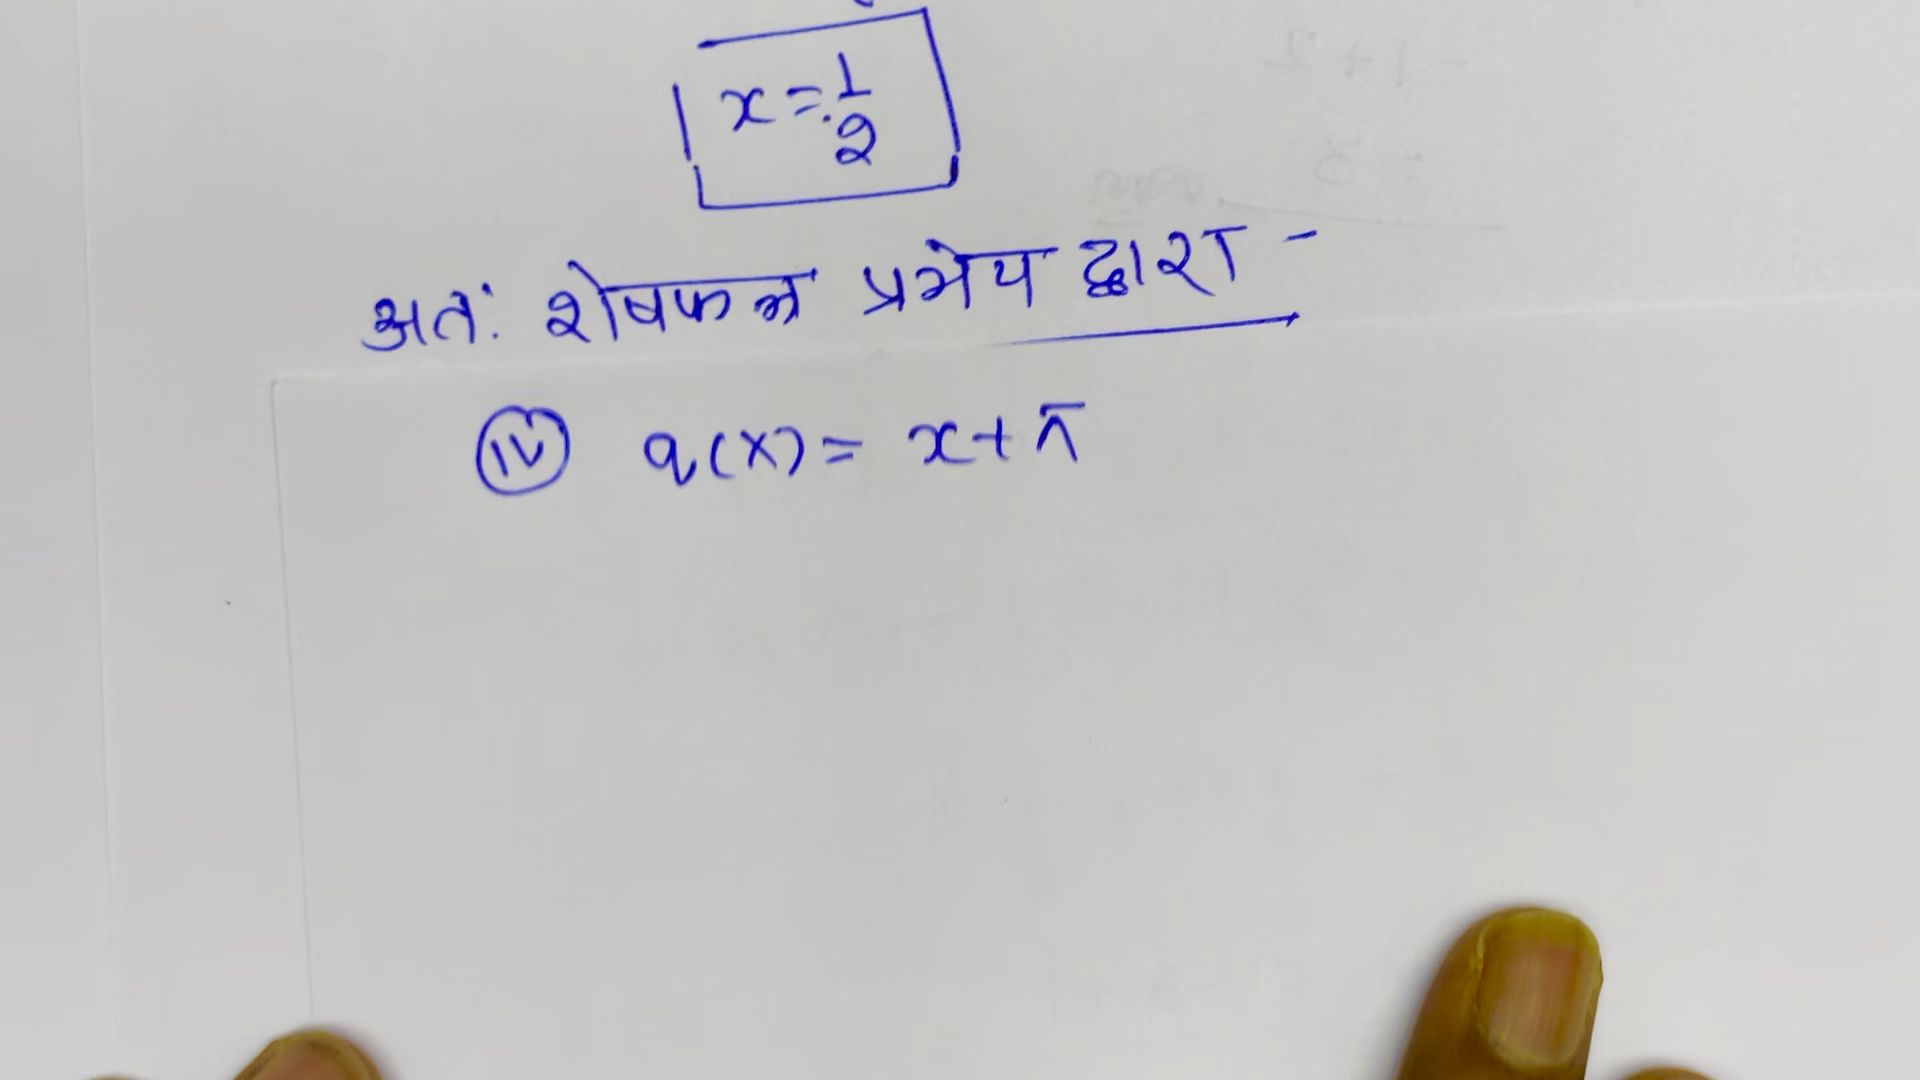 x = 1/2
अतः शेषफल प्रमेय द्वारा -
(iv) q(x) = x + π